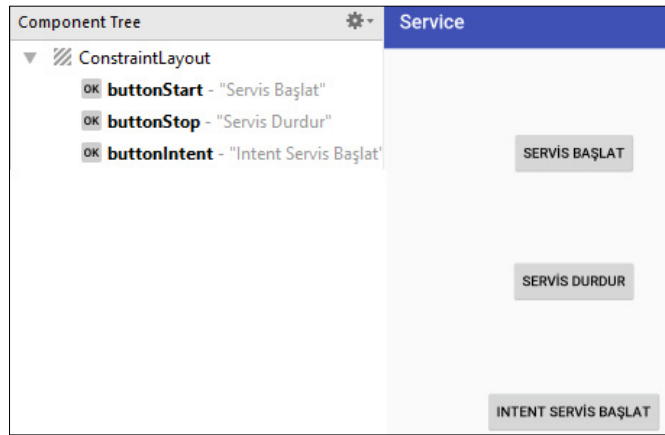 Component Tree
ConstraintLayout
OK buttonStart - "Servis Başlat"
OK buttonStop - "Servis Durdur"
OK buttonIntent - "Intent Servis Başlat"
Service
SERVİS BAŞLAT
SERVİS DURDUR
INTENT SERVİS BAŞLAT